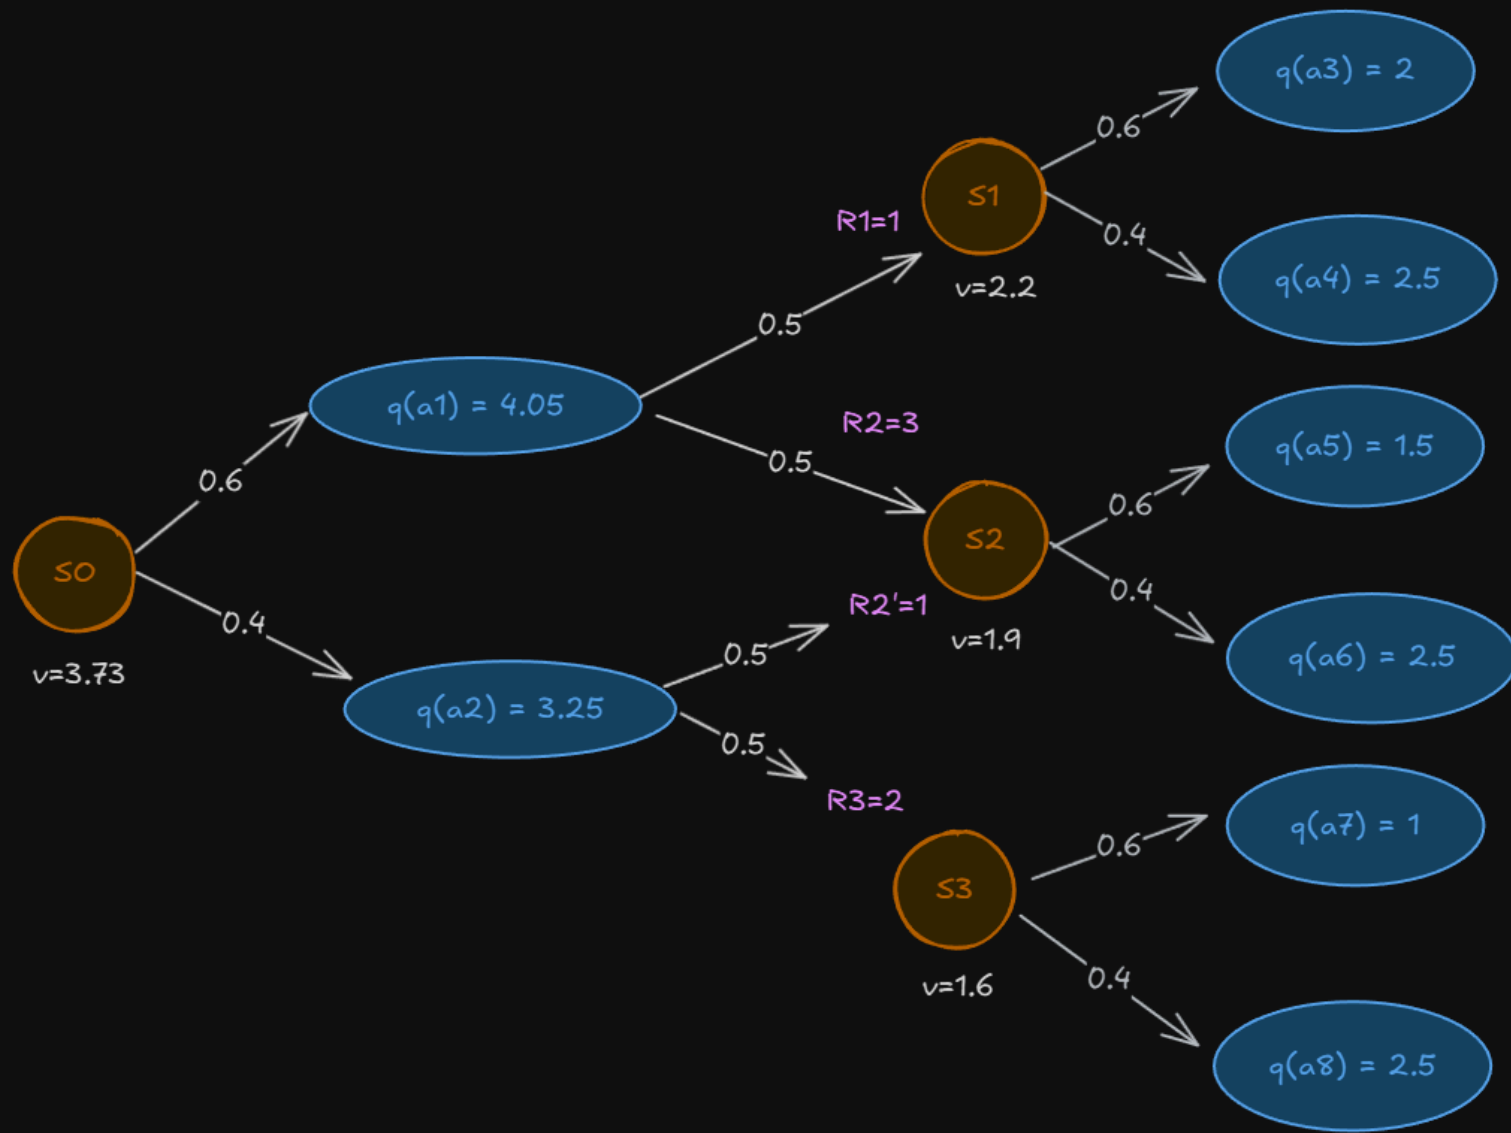 q(a3) = 2
0.6
S1
R1=1
0.4
q(a4) = 2.5
v=2.2
0.5
q(a1) = 4.05
R2=3
0.5
q(a5) = 1.5
0.6
0.6
S2
S0
0.4
R2'=1
0.4
v=1.9
v=3.73
0.5
q(a6) = 2.5
q(a2) = 3.25
0.5
R3=2
q(a7) = 1
0.6
S3
v=1.6
0.4
q(a8) = 2.5